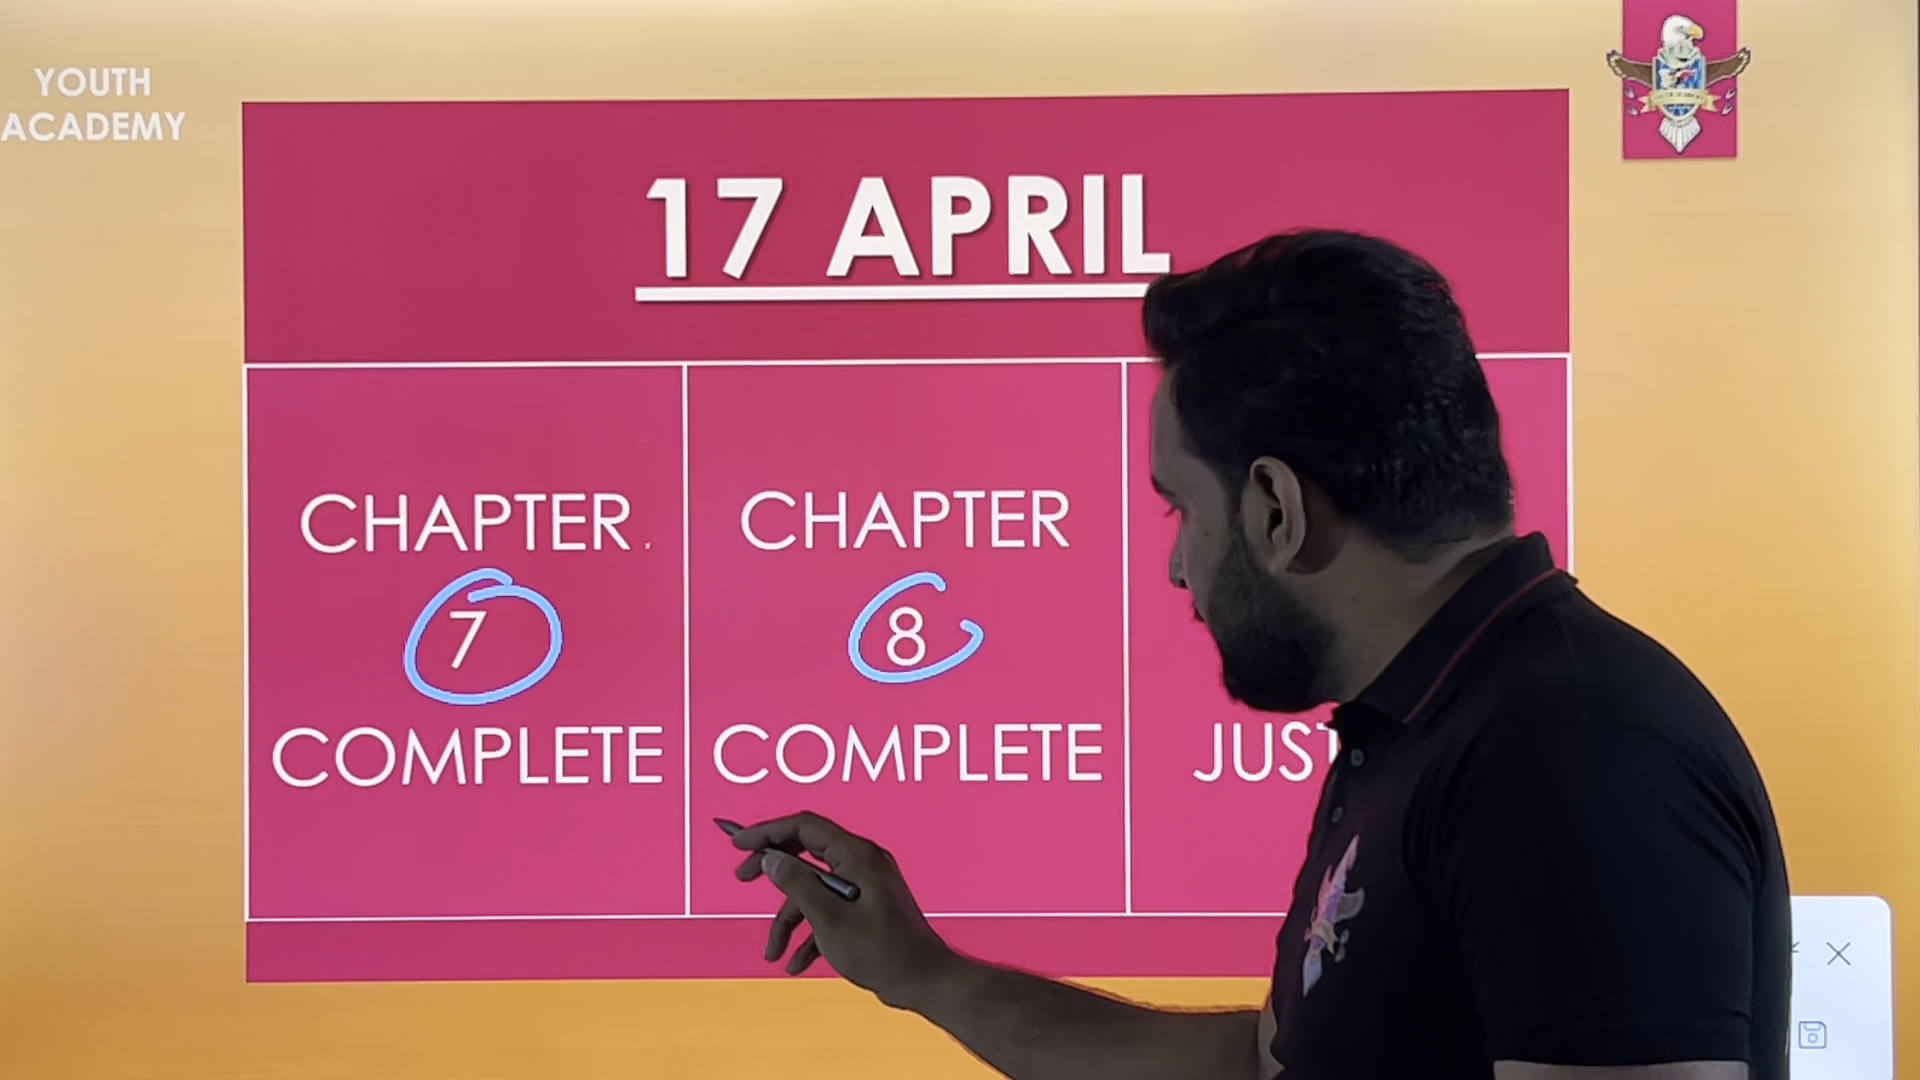 YOUTH
ACADEMY
17 APRIL
CHAPTER
7
COMPLETE
CHAPTER
8
COMPLETE